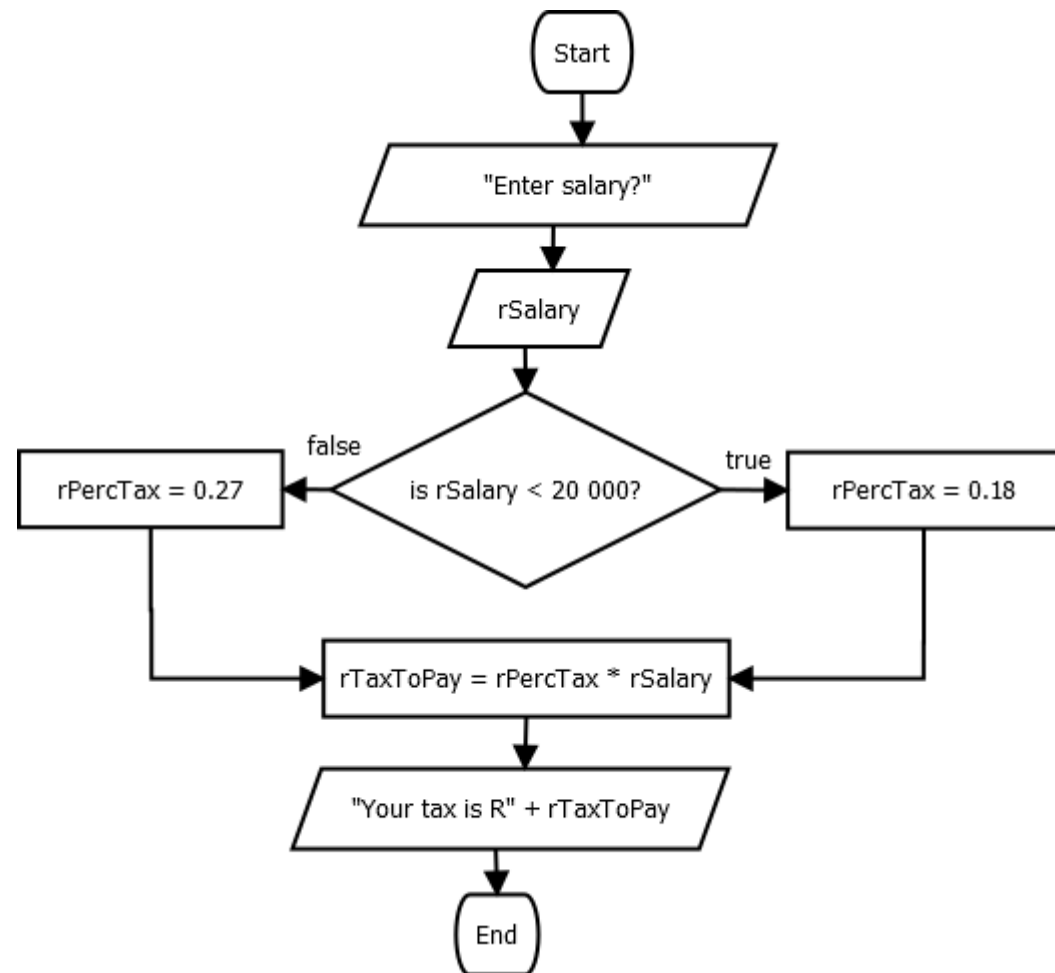 Start
"Enter salary?"
rSalary
false
true
rPercTax = 0.27
is rSalary < 20 000?
rPercTax = 0.18
rTaxToPay = rPercTax * rSalary
"Your tax is R" + rTaxToPay
End